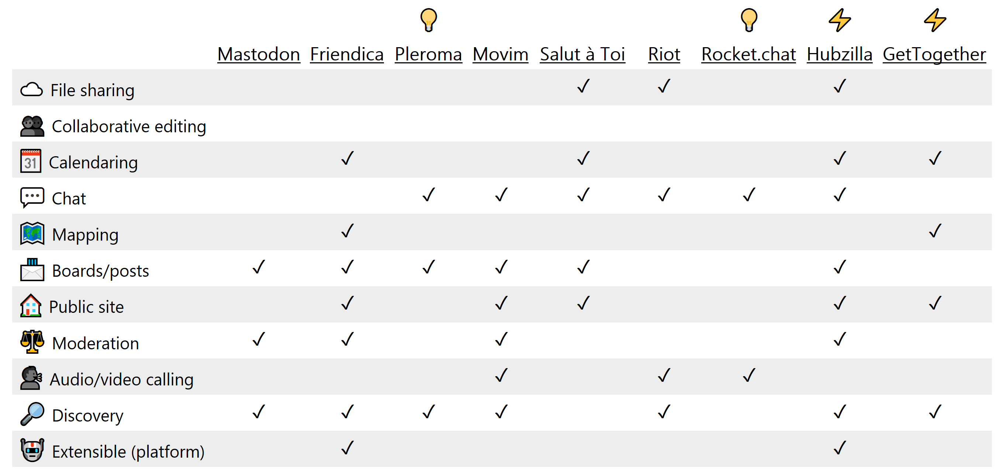 Mastodon Friendica Pleroma Movim Salut à Toi Riot Rocket.chat Hubzilla GetTogether
File sharing ✓ ✓ ✓
Collaborative editing
31 Calendaring ✓ ✓ ✓ ✓
Chat ✓ ✓ ✓ ✓ ✓ ✓
Mapping ✓ ✓
Boards/posts ✓ ✓ ✓ ✓ ✓ ✓
Public site ✓ ✓ ✓ ✓ ✓
Moderation ✓ ✓ ✓ ✓
Audio/video calling ✓ ✓ ✓
Discovery ✓ ✓ ✓ ✓ ✓ ✓ ✓
Extensible (platform) ✓ ✓